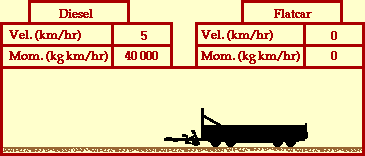 Diesel Flatcar
Vel. (km/hr) 5 Vel. (km/hr) 0
Mom. (kg km/hr) 40 000 Mom. (kg km/hr) 0